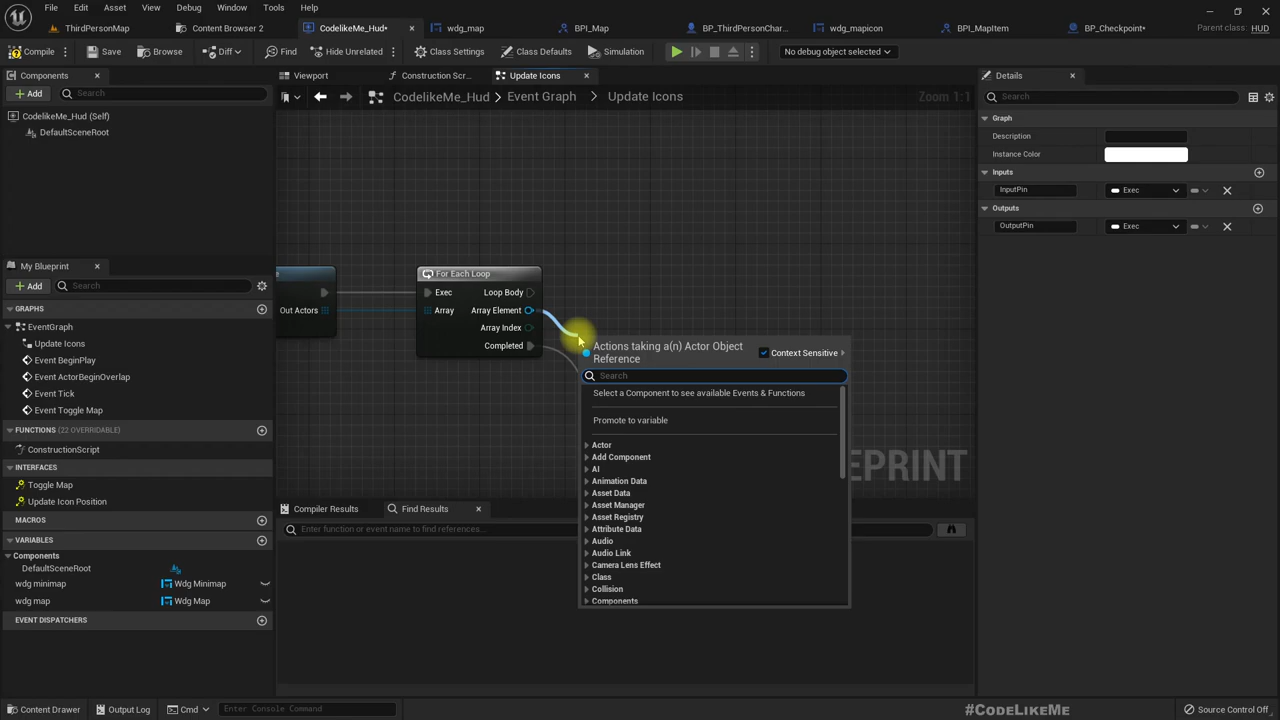 File Edit Asset View Debug Window Tools Help
ThirdPersonMap Content Browser 2 CodelikeMe_Hud* wdg_map BPI_Map BP_ThirdPersonChar... wdg_mapicon BPI_MapItem BP_Checkpoint* Parent class: HUD
Compile Save Browse Diff Find Hide Unrelated Class Settings Class Defaults Simulation No debug object selected
Components Viewport Construction Scr... Update Icons Details
Add Search CodelikeMe_Hud > Event Graph > Update Icons Zoom 1:1 Search
CodelikeMe_Hud (Self) Graph
DefaultSceneRoot Description
Instance Color
Inputs
InputPin Exec
Outputs
OutputPin Exec
My Blueprint
Add Search
GRAPHS
EventGraph
Update Icons
Event BeginPlay
Event ActorBeginOverlap
Event Tick
Event Toggle Map
FUNCTIONS (22 OVERRIDABLE)
ConstructionScript
INTERFACES
Toggle Map
Update Icon Position
MACROS
VARIABLES
Components
DefaultSceneRoot
wdg minimap Wdg Minimap
wdg map Wdg Map
EVENT DISPATCHERS
For Each Loop
Exec Loop Body
Out Actors Array Array Element
Array Index
Completed
Actions taking a(n) Actor Object Reference Context Sensitive
Search
Select a Component to see available Events & Functions
Promote to variable
Actor
Add Component
AI
Animation Data
Asset Data
Asset Manager
Asset Registry
Attribute Data
Audio
Audio Link
Camera Lens Effect
Class
Collision
Components
Compiler Results Find Results
Enter function or event name to find references...
Content Drawer Output Log Cmd Enter Console Command #CodeLikeMe Source Control Off